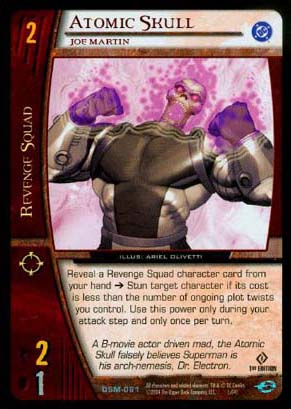 2
ATOMIC SKULL
JOE MARTIN
DC
REVENGE SQUAD
ILLUS: ARIEL OLIVETTI
Reveal a Revenge Squad character card from
your hand → Stun target character if its cost
is less than the number of ongoing plot twists
you control. Use this power only during your
attack step and only once per turn.
A B-movie actor driven mad, the Atomic
Skull falsely believes Superman is
his arch-nemesis, Dr. Electron.
2
1
1st EDITION
DSM-081